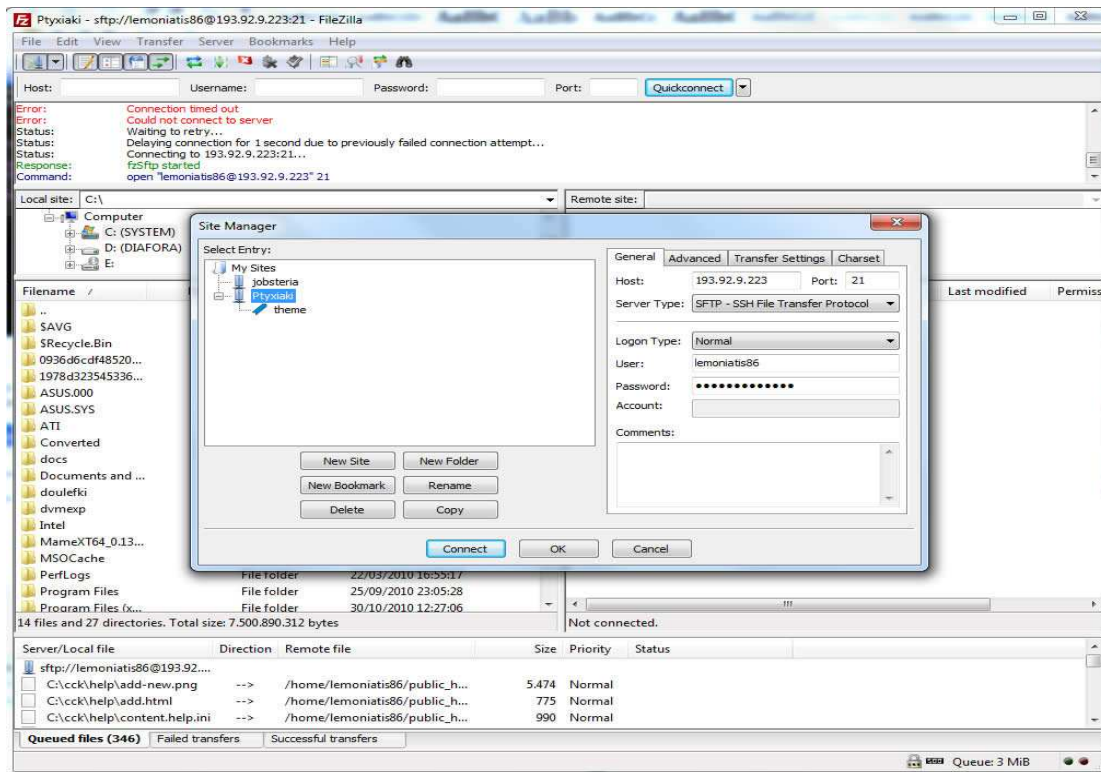 Ptyxiaki - sftp://lemoniatis86@193.92.9.223:21 - FileZilla
File Edit View Transfer Server Bookmarks Help
Host: Username: Password: Port: Quickconnect
Error: Connection timed out
Error: Could not connect to server
Status: Waiting to retry...
Status: Delaying connection for 1 second due to previously failed connection attempt...
Status: Connecting to 193.92.9.223:21...
Response: fzSftp started
Command: open "lemoniatis86@193.92.9.223" 21
Local site: C:\ Remote site:
Computer
C: (SYSTEM)
D: (DIAFORA)
E:
Site Manager
Select Entry:
My Sites
jobsteria
Ptyxiaki
theme
New Site New Folder
New Bookmark Rename
Delete Copy
General Advanced Transfer Settings Charset
Host: 193.92.9.223 Port: 21
Server Type: SFTP - SSH File Transfer Protocol
Logon Type: Normal
User: lemoniatis86
Password: •••••••••••••
Account:
Comments:
Connect OK Cancel
Filename Last modified Permiss
..
$AVG
$Recycle.Bin
0936d6cdf48520...
1978d323545336...
ASUS.000
ASUS.SYS
ATI
Converted
docs
Documents and ...
doulefki
dvmexp
Intel
MameXT64_0.13...
MSOCache
PerfLogs File folder 22/03/2010 16:55:17
Program Files File folder 25/09/2010 23:05:28
Program Files (x... File folder 30/10/2010 12:27:06
14 files and 27 directories. Total size: 7.500.890.312 bytes Not connected.
Server/Local file Direction Remote file Size Priority Status
sftp://lemoniatis86@193.92....
C:\cck\help\add-new.png --> /home/lemoniatis86/public_h... 5.474 Normal
C:\cck\help\add.html --> /home/lemoniatis86/public_h... 775 Normal
C:\cck\help\content.help.ini --> /home/lemoniatis86/public_h... 990 Normal
Queued files (346) Failed transfers Successful transfers
Queue: 3 MiB